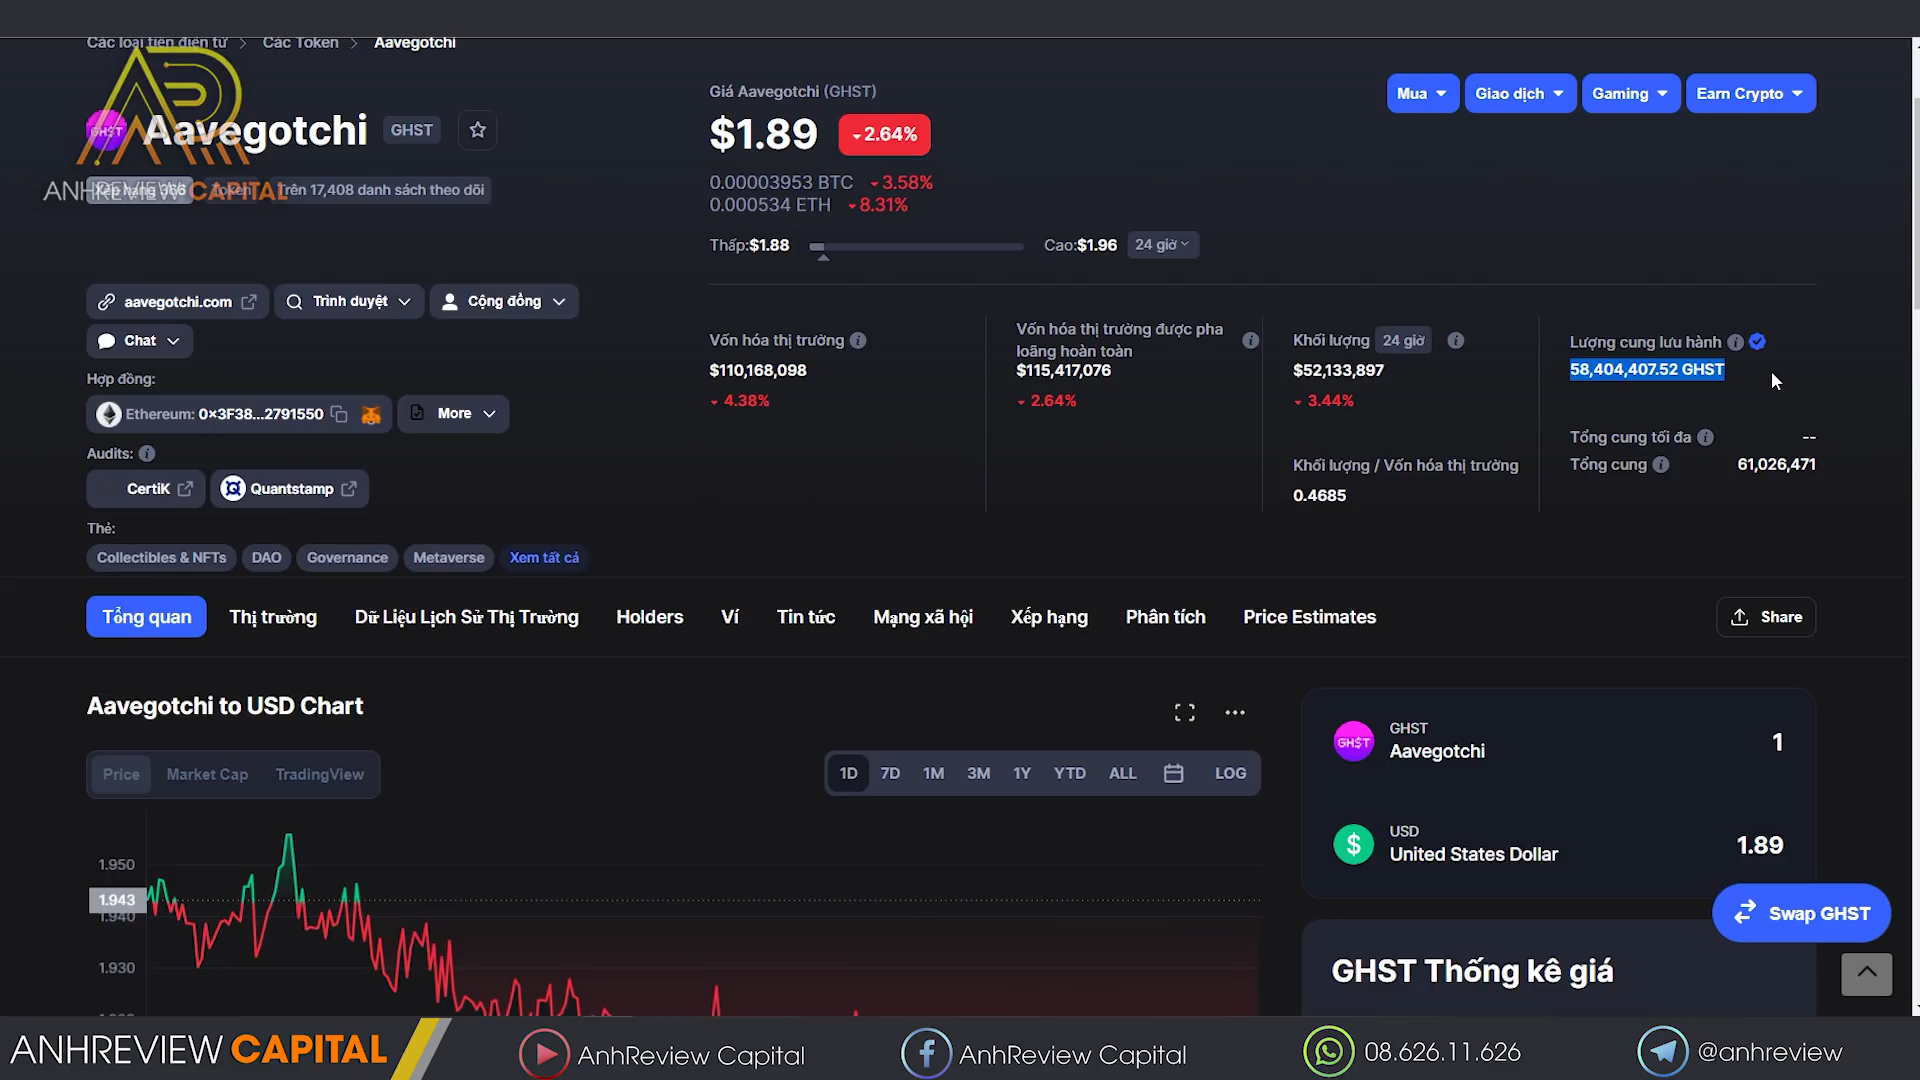 Các loại tiền điện tử > Các Token > Aavegotchi
GH$T Aavegotchi GHST
Xếp hạng 366 Token Trên 17,408 danh sách theo dõi
ANHREVIEW CAPITAL
Giá Aavegotchi (GHST)
$1.89 2.64%
0.00003953 BTC 3.58%
0.000534 ETH 8.31%
Thấp:$1.88 Cao:$1.96 24 giờ
Mua Giao dịch Gaming Earn Crypto
aavegotchi.com Trình duyệt Cộng đồng
Chat
Hợp đồng:
Ethereum: 0x3F38...2791550 More
Audits:
CertiK Quantstamp
Thẻ:
Collectibles & NFTs DAO Governance Metaverse Xem tất cả
Vốn hóa thị trường
$110,168,098
4.38%
Vốn hóa thị trường được pha
loãng hoàn toàn
$115,417,076
2.64%
Khối lượng 24 giờ
$52,133,897
3.44%
Khối lượng / Vốn hóa thị trường
0.4685
Lượng cung lưu hành
58,404,407.52 GHST
Tổng cung tối đa --
Tổng cung 61,026,471
Tổng quan Thị trường Dữ Liệu Lịch Sử Thị Trường Holders Ví Tin tức Mạng xã hội Xếp hạng Phân tích Price Estimates Share
Aavegotchi to USD Chart
Price Market Cap TradingView
1D 7D 1M 3M 1Y YTD ALL LOG
1.950
1.943
1.940
1.930
GH$T
GHST
Aavegotchi
1
$
USD
United States Dollar
1.89
Swap GHST
GHST Thống kê giá
ANHREVIEW CAPITAL AnhReview Capital AnhReview Capital 08.626.11.626 @anhreview